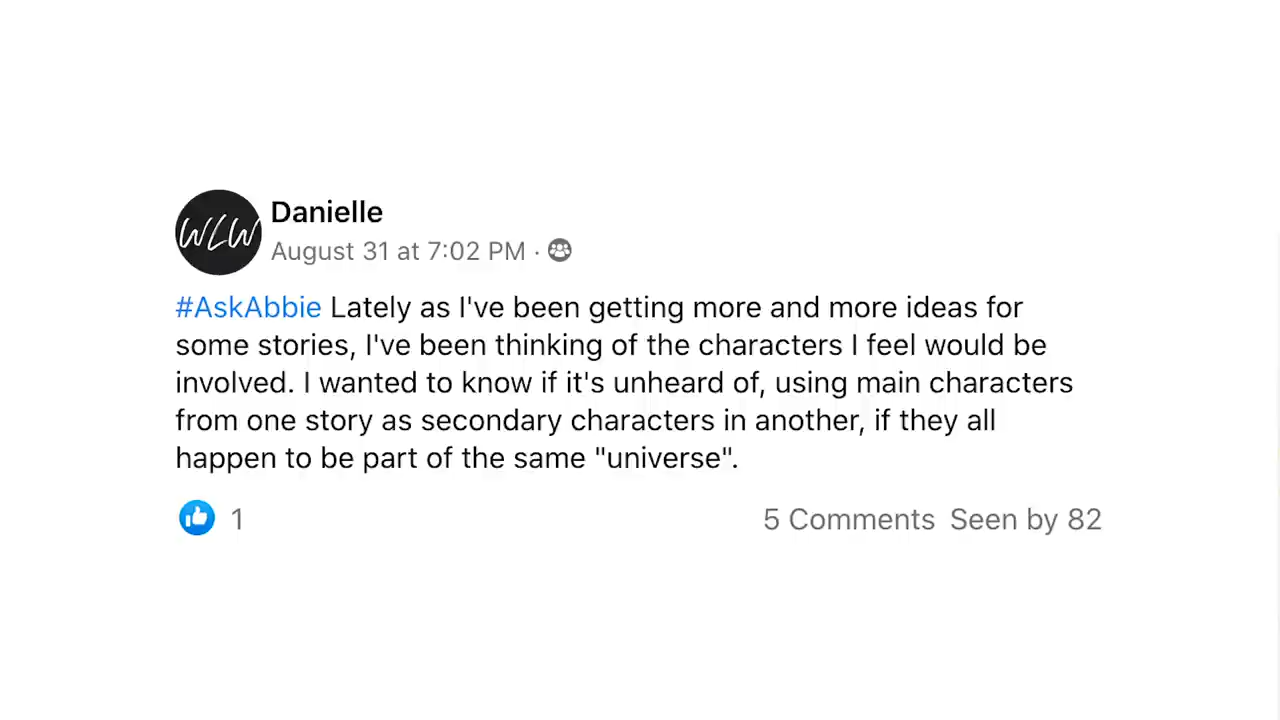 WLW
Danielle
August 31 at 7:02 PM ·
#AskAbbie Lately as I've been getting more and more ideas for
some stories, I've been thinking of the characters I feel would be
involved. I wanted to know if it's unheard of, using main characters
from one story as secondary characters in another, if they all
happen to be part of the same "universe".
1
5 Comments Seen by 82